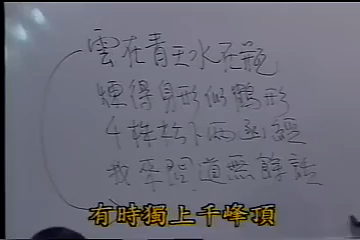 雲在青天水在瓶
煉得身形似鶴形
千株松下兩函經
我來問道無餘話
有時獨上千峰頂